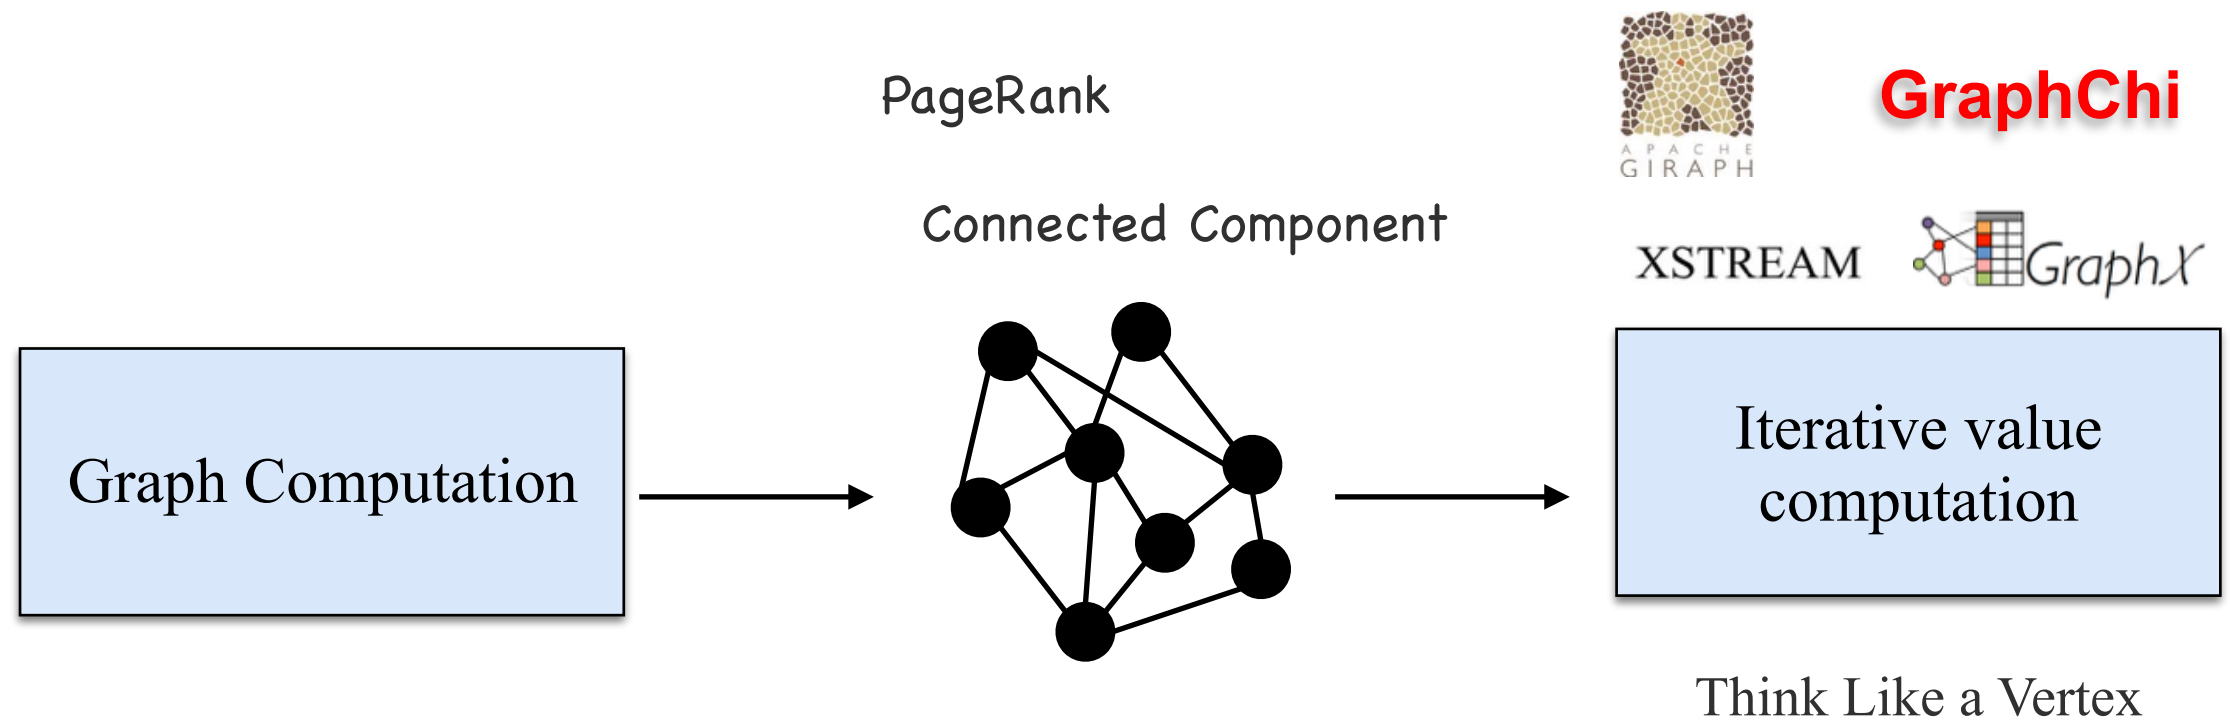 PageRank
Connected Component
APACHE
GIRAPH
GraphChi
XSTREAM
GraphX
Graph Computation
Iterative value
computation
Think Like a Vertex